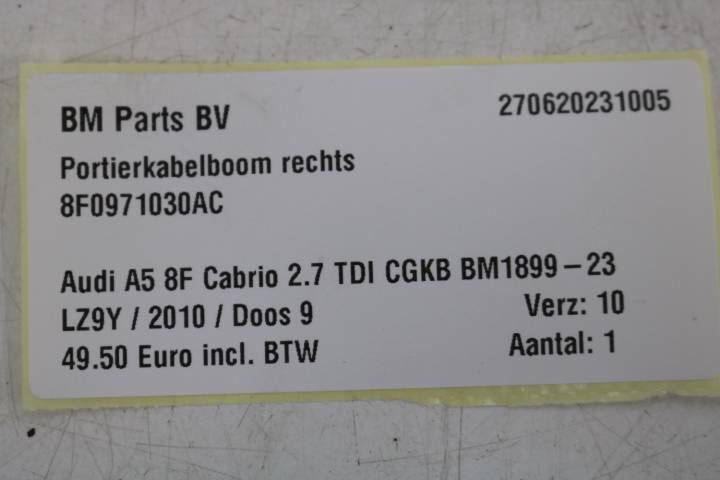 BM Parts BV 270620231005
Portierkabelboom rechts
8F0971030AC
Audi A5 8F Cabrio 2.7 TDI CGKB BM1899-23
LZ9Y / 2010 / Doos 9 Verz: 10
49.50 Euro incl. BTW Aantal: 1